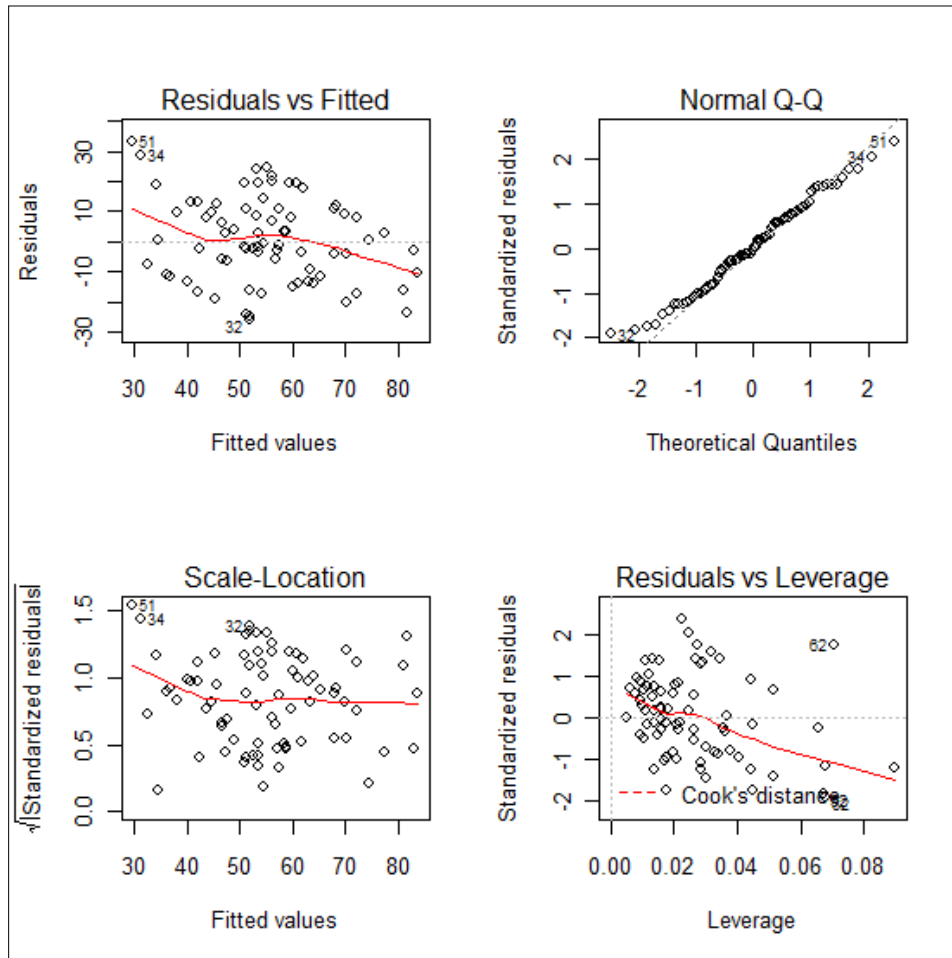 Residuals vs Fitted
Residuals
30
10
-10
-30
51
34
32
30 40 50 60 70 80
Fitted values
Normal Q-Q
Standardized residuals
2
1
0
-1
-2
51
34
32
-2 -1 0 1 2
Theoretical Quantiles
Scale-Location
√|Standardized residuals|
1.5
1.0
0.5
0.0
51
34
32
30 40 50 60 70 80
Fitted values
Residuals vs Leverage
Standardized residuals
2
1
0
-1
-2
62
Cook's distance
0.00 0.02 0.04 0.06 0.08
Leverage